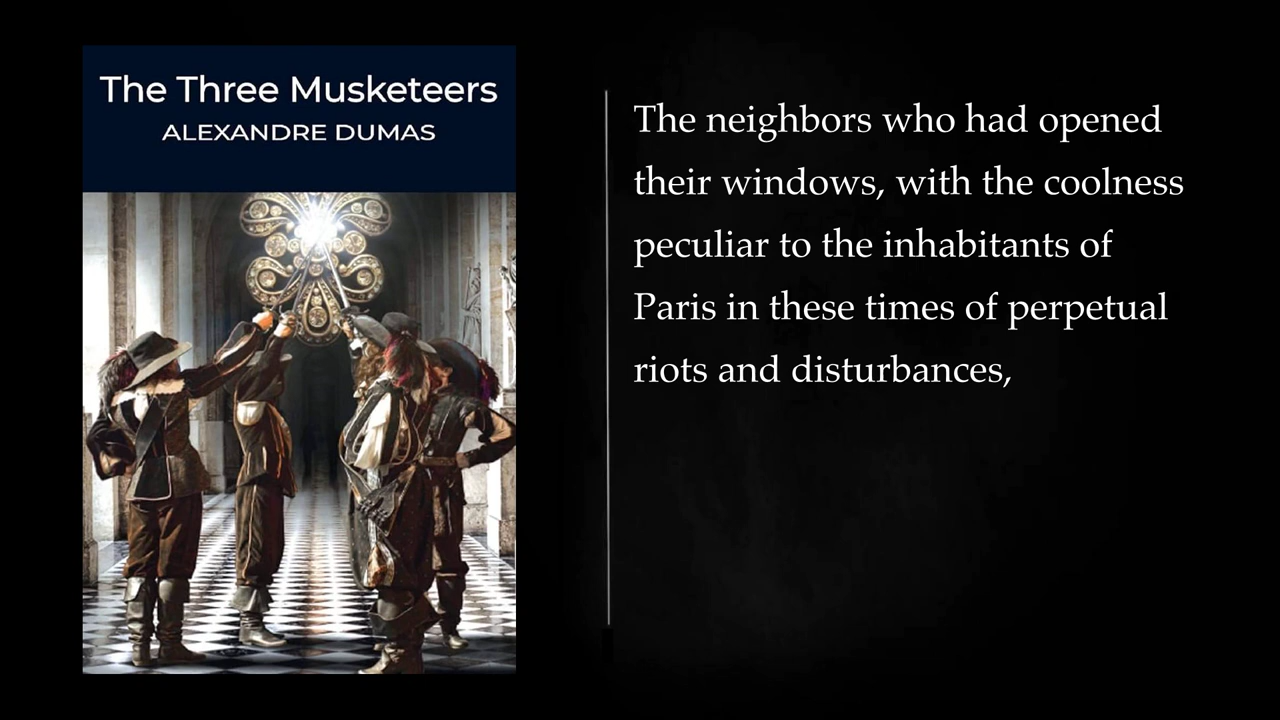 The Three Musketeers
ALEXANDRE DUMAS
The neighbors who had opened
their windows, with the coolness
peculiar to the inhabitants of
Paris in these times of perpetual
riots and disturbances,